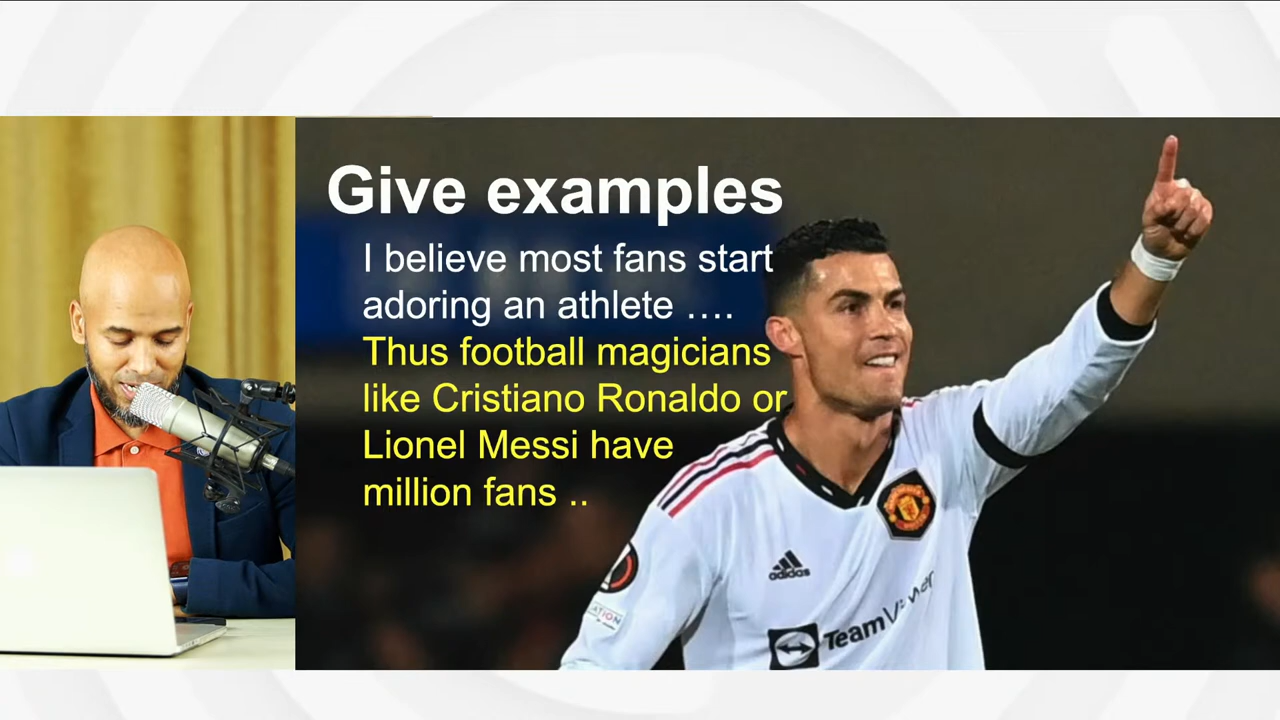 Give examples
I believe most fans start
adoring an athlete ….
Thus football magicians
like Cristiano Ronaldo or
Lionel Messi have
million fans ..
adidas
TeamViewer